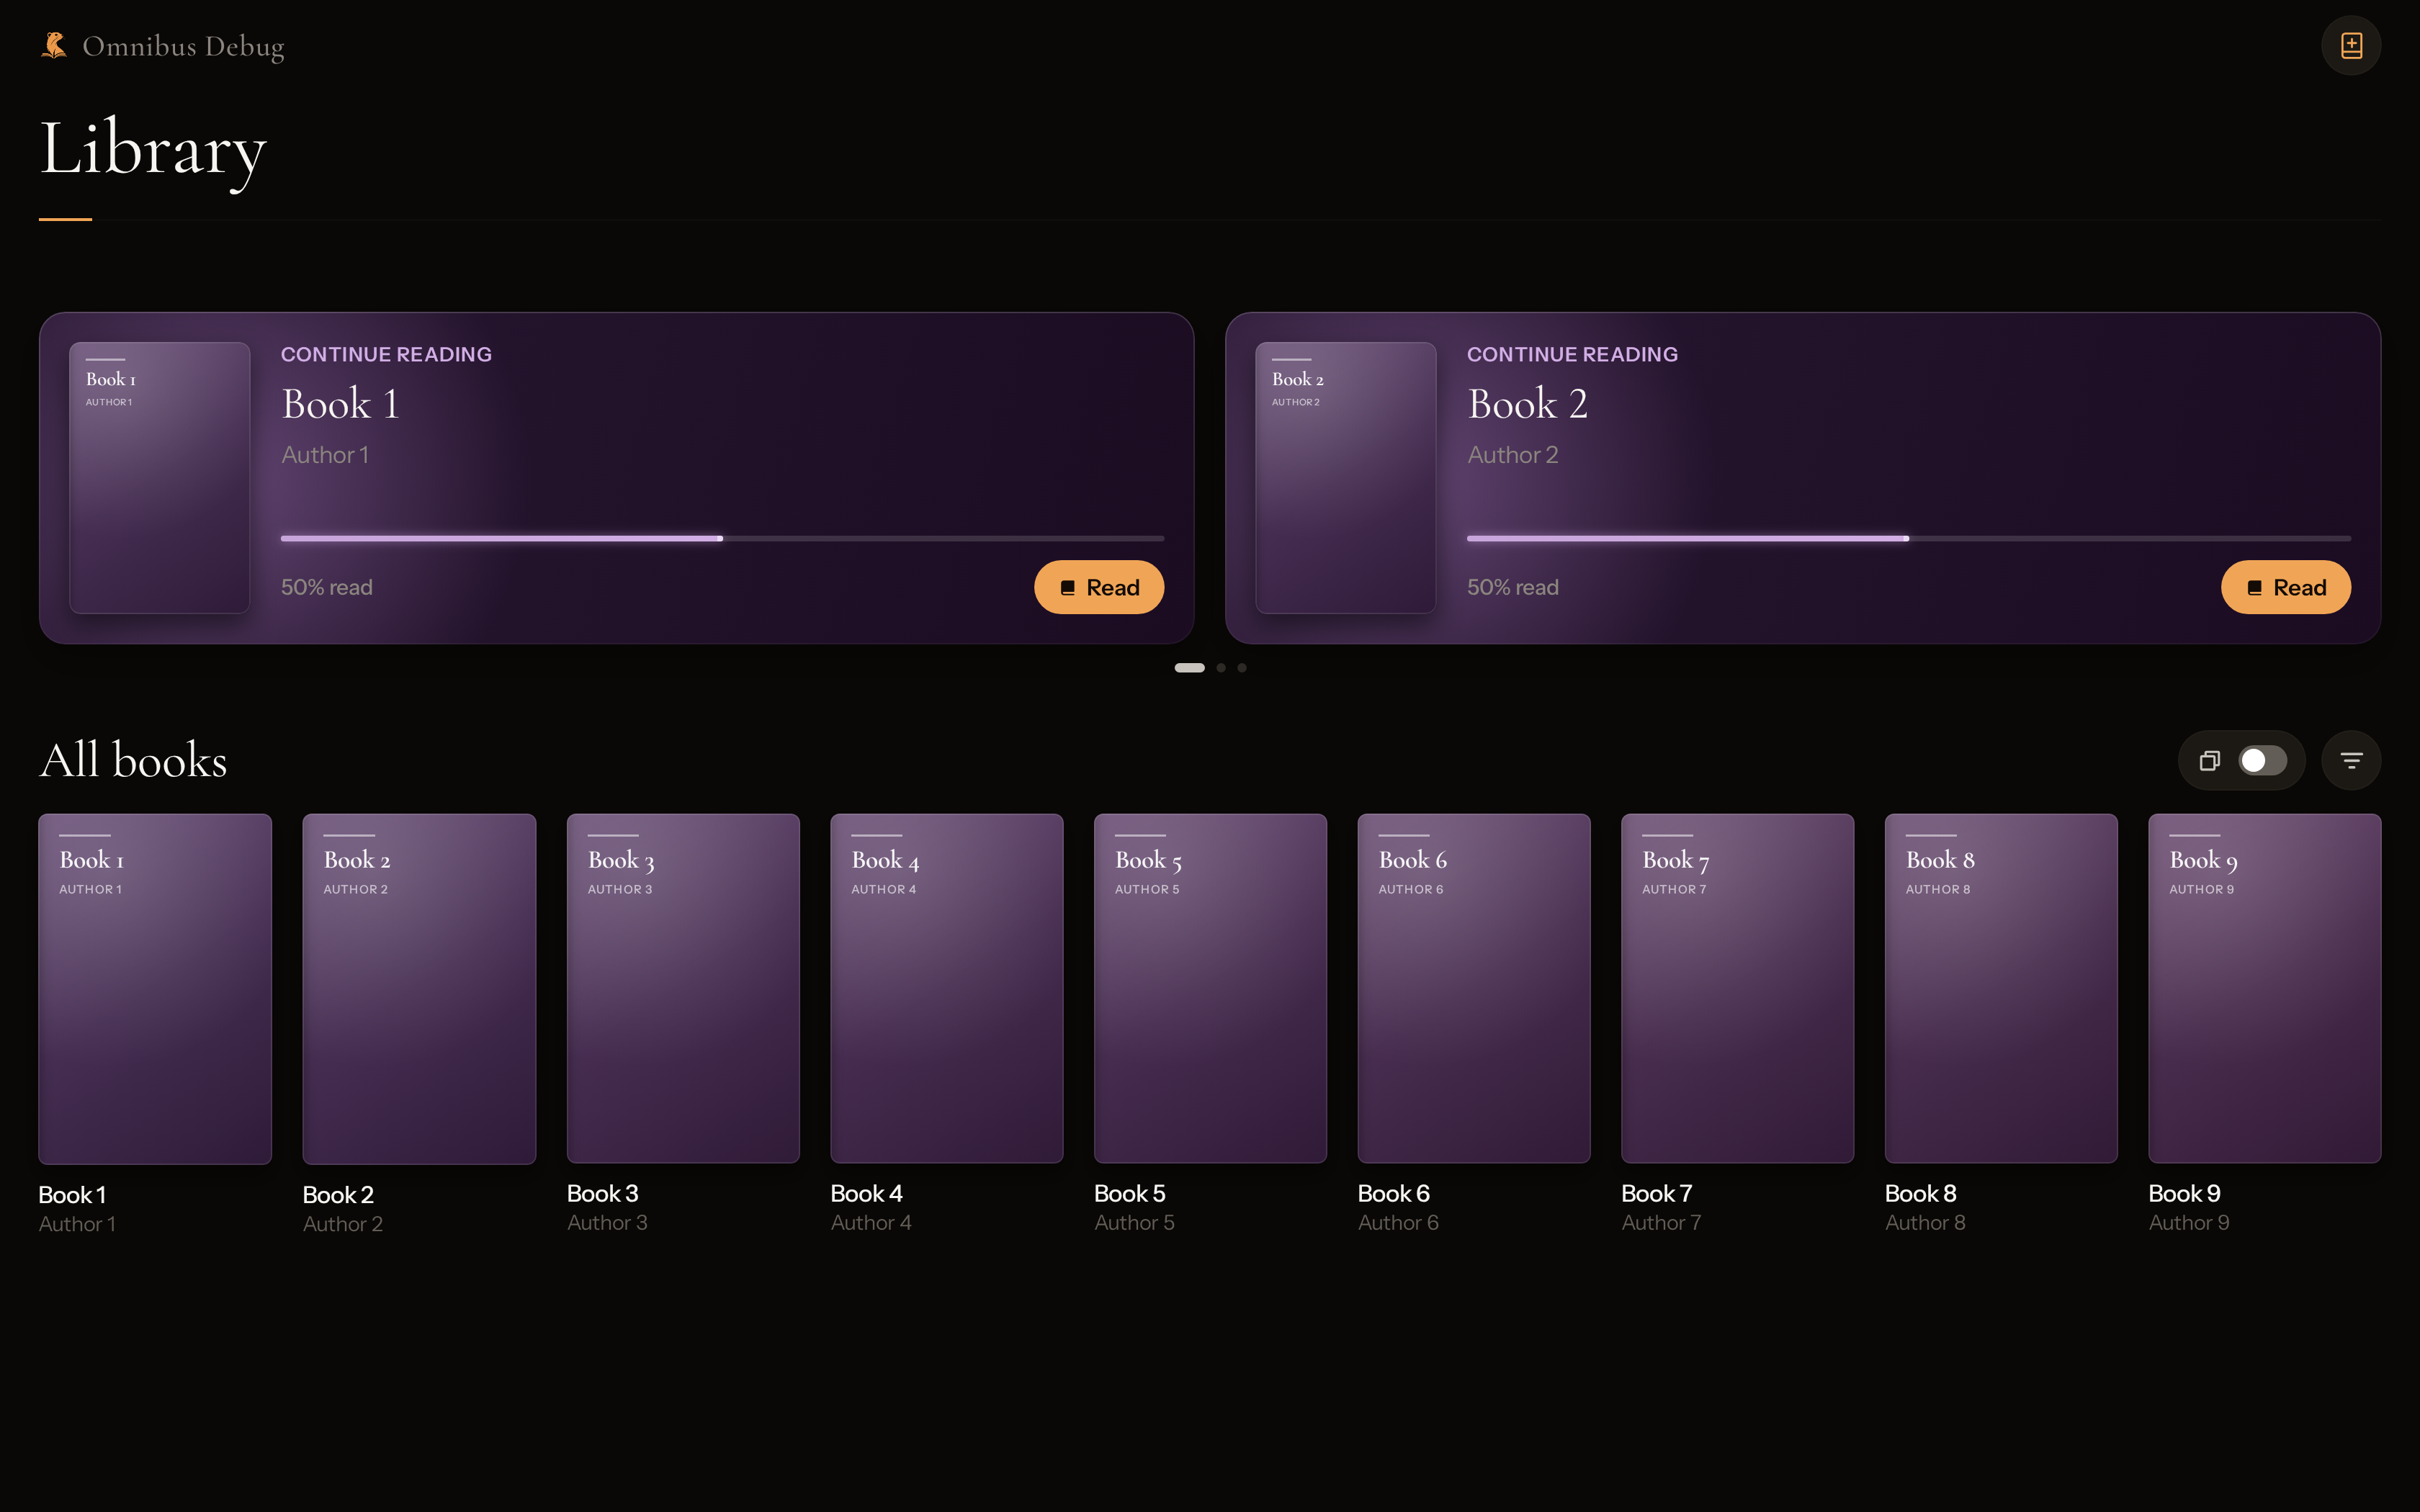 Omnibus Debug
Library
Book 1
AUTHOR 1
CONTINUE READING
Book 1
Author 1
50% read
Read
Book 2
AUTHOR 2
CONTINUE READING
Book 2
Author 2
50% read
Read
All books
Book 1
AUTHOR 1
Book 2
AUTHOR 2
Book 3
AUTHOR 3
Book 4
AUTHOR 4
Book 5
AUTHOR 5
Book 6
AUTHOR 6
Book 7
AUTHOR 7
Book 8
AUTHOR 8
Book 9
AUTHOR 9
Book 1
Author 1
Book 2
Author 2
Book 3
Author 3
Book 4
Author 4
Book 5
Author 5
Book 6
Author 6
Book 7
Author 7
Book 8
Author 8
Book 9
Author 9